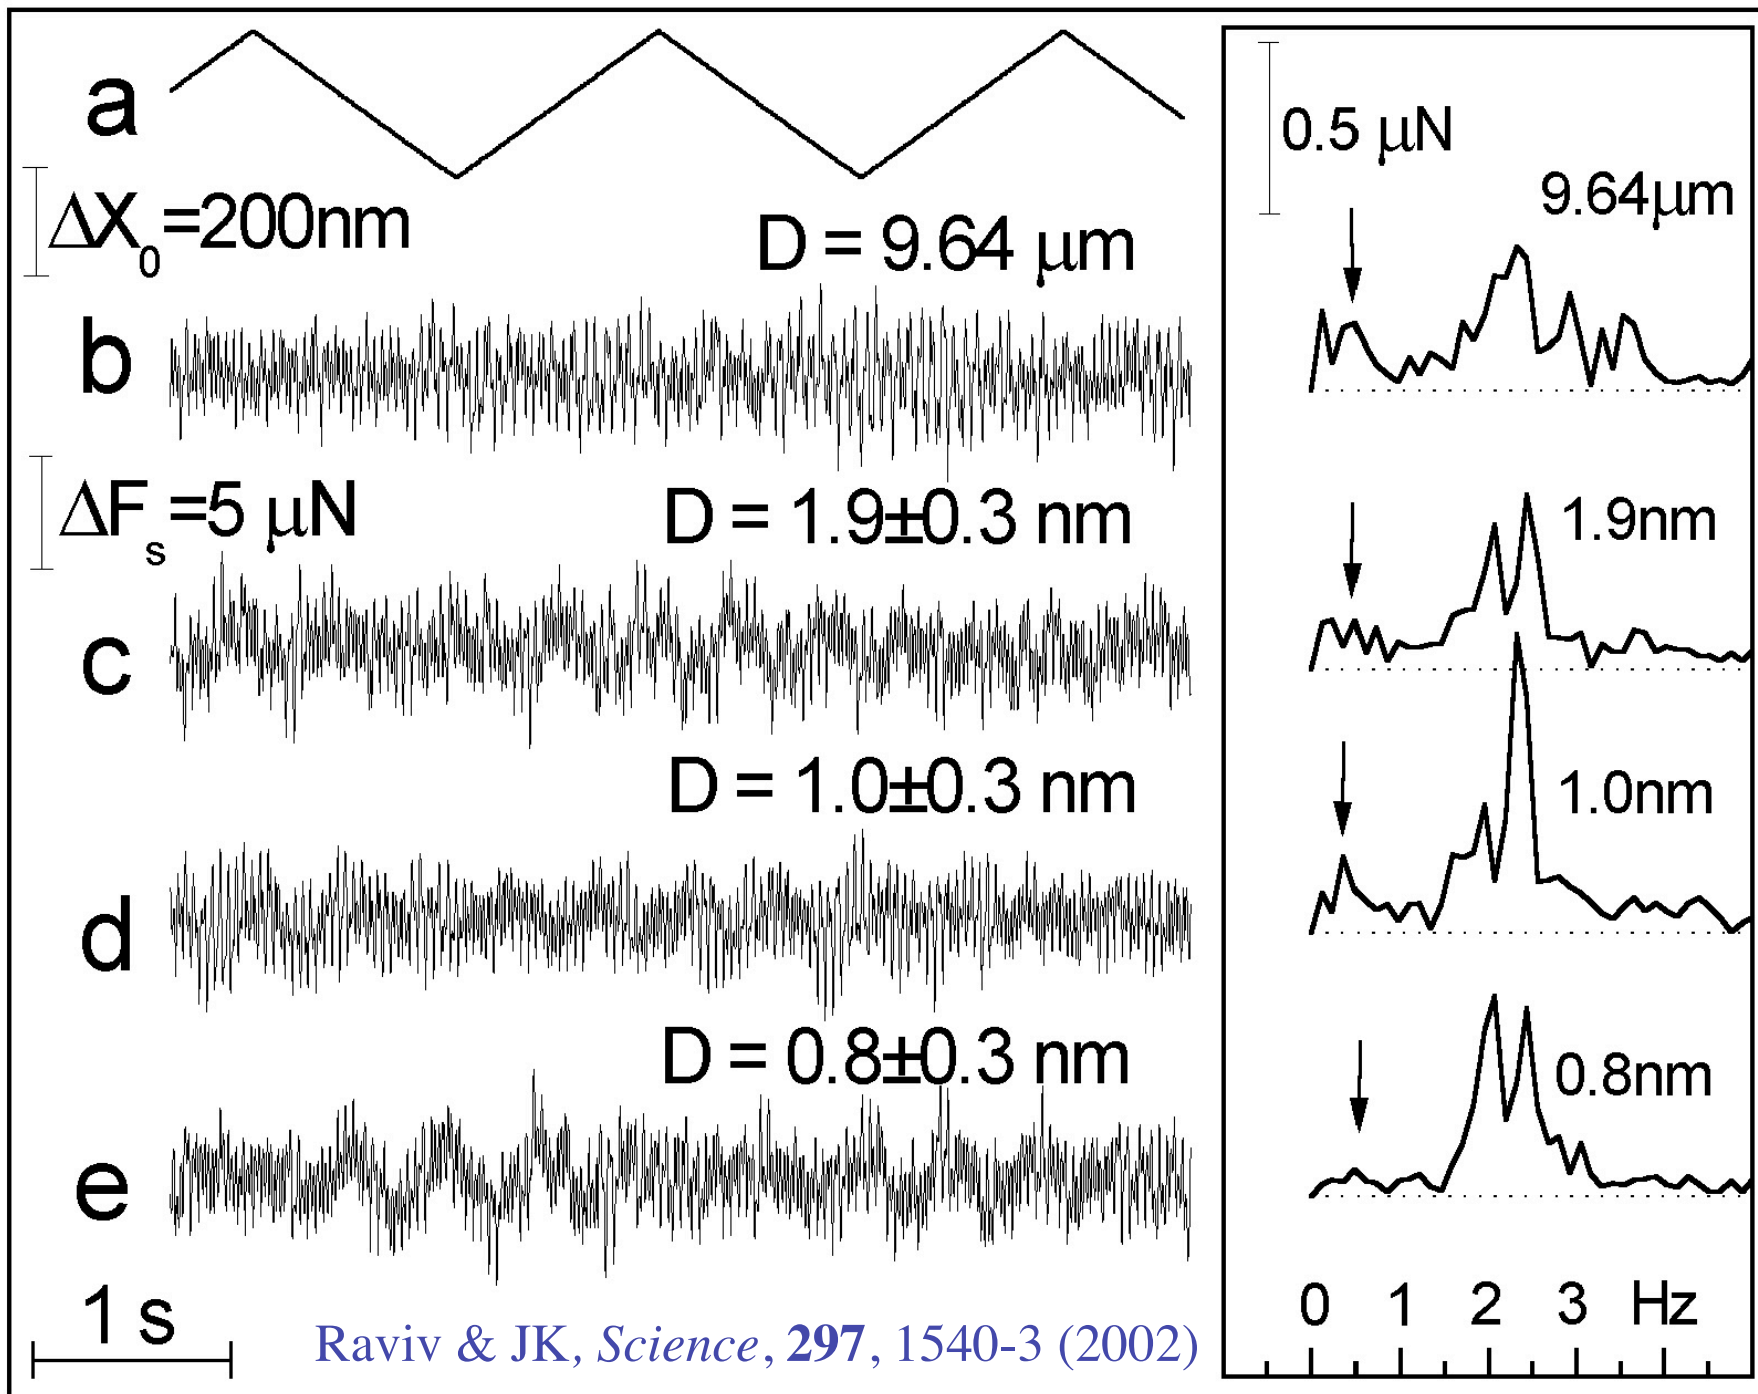 a
ΔX₀=200nm
D = 9.64 μm
b
ΔFₛ=5 μN
D = 1.9±0.3 nm
c
D = 1.0±0.3 nm
d
D = 0.8±0.3 nm
e
1 s
Raviv & JK, Science, 297, 1540-3 (2002)
0.5 μN
9.64μm
1.9nm
1.0nm
0.8nm
0 1 2 3 Hz